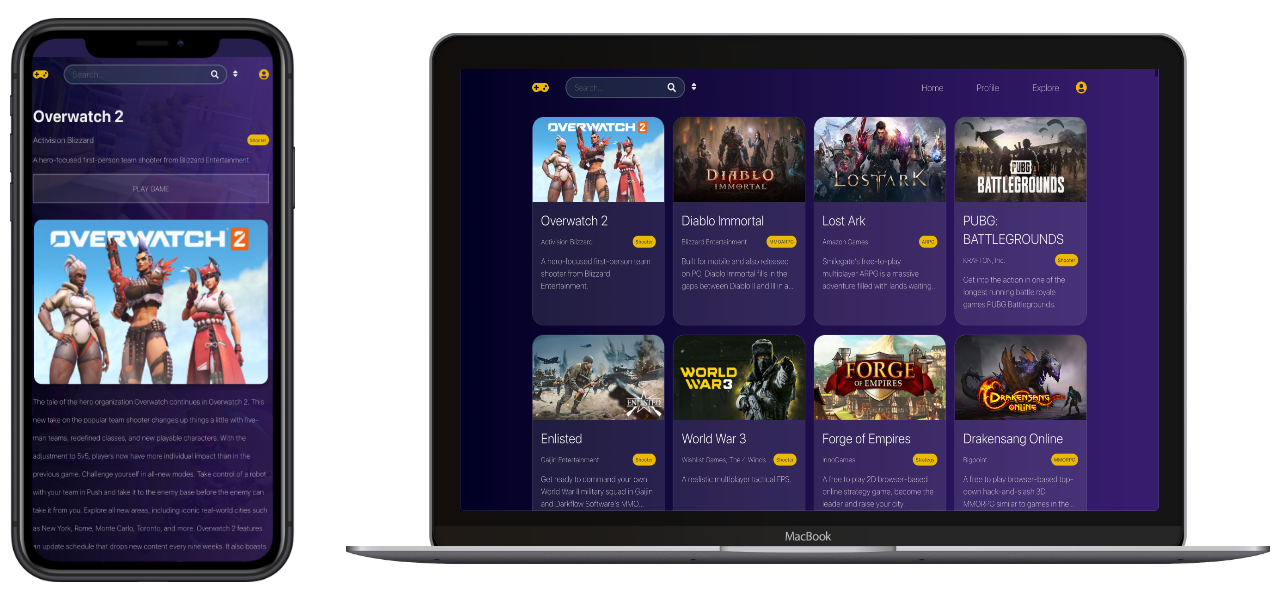 Search...
Overwatch 2
Activision Blizzard
Shooter
A hero-focused first-person team shooter from Blizzard Entertainment.
PLAY GAME
OVERWATCH 2
The tale of the hero organization Overwatch continues in Overwatch 2. This
new take on the popular team shooter changes up things a little with five-
man teams, redefined classes, and new playable characters. With the
adjustment to 5v5, players now have more individual impact than in the
previous game. Challenge yourself in all-new modes. Take control of a robot
with your team in Push and take it to the enemy base before the enemy can
take it from you. Explore all new areas, including iconic real-world cities such
as New York, Rome, Monte Carlo, Toronto, and more. Overwatch 2 features
an update schedule that drops new content every nine weeks. It also boasts
Search...
Home
Profile
Explore
OVERWATCH 2
Overwatch 2
Activision Blizzard
Shooter
A hero-focused first-person team
shooter from Blizzard
Entertainment.
DIABLO
IMMORTAL
Diablo Immortal
Blizzard Entertainment
MMOARPG
Built for mobile and also released
on PC, Diablo Immortal fills in the
gaps between Diablo II and III in a...
LOST ARK
Lost Ark
Amazon Games
ARPG
Smilegate's free-to-play
multiplayer ARPG is a massive
adventure filled with lands waiting...
PUBG
BATTLEGROUNDS
PUBG:
BATTLEGROUNDS
KRAFTON, Inc.
Shooter
Get into the action in one of the
longest running battle royale
games PUBG Battlegrounds.
ENLISTED
Enlisted
Gaijin Entertainment
Shooter
Get ready to command your own
World War II military squad in Gaijin
and Darkflow Software's MMO...
WORLD
WAR3
World War 3
Wishlist Games, The 4 Winds...
Shooter
A realistic multiplayer tactical FPS.
FORGE
OF EMPIRES
Forge of Empires
InnoGames
Strategy
A free to play 2D browser-based
online strategy game, become the
leader and raise your city.
DRAKENSANG
ONLINE
Drakensang Online
Bigpoint
MMORPG
A free to play browser-based top-
down hack-and-slash 3D
MMORPG similar to games in the...
MacBook